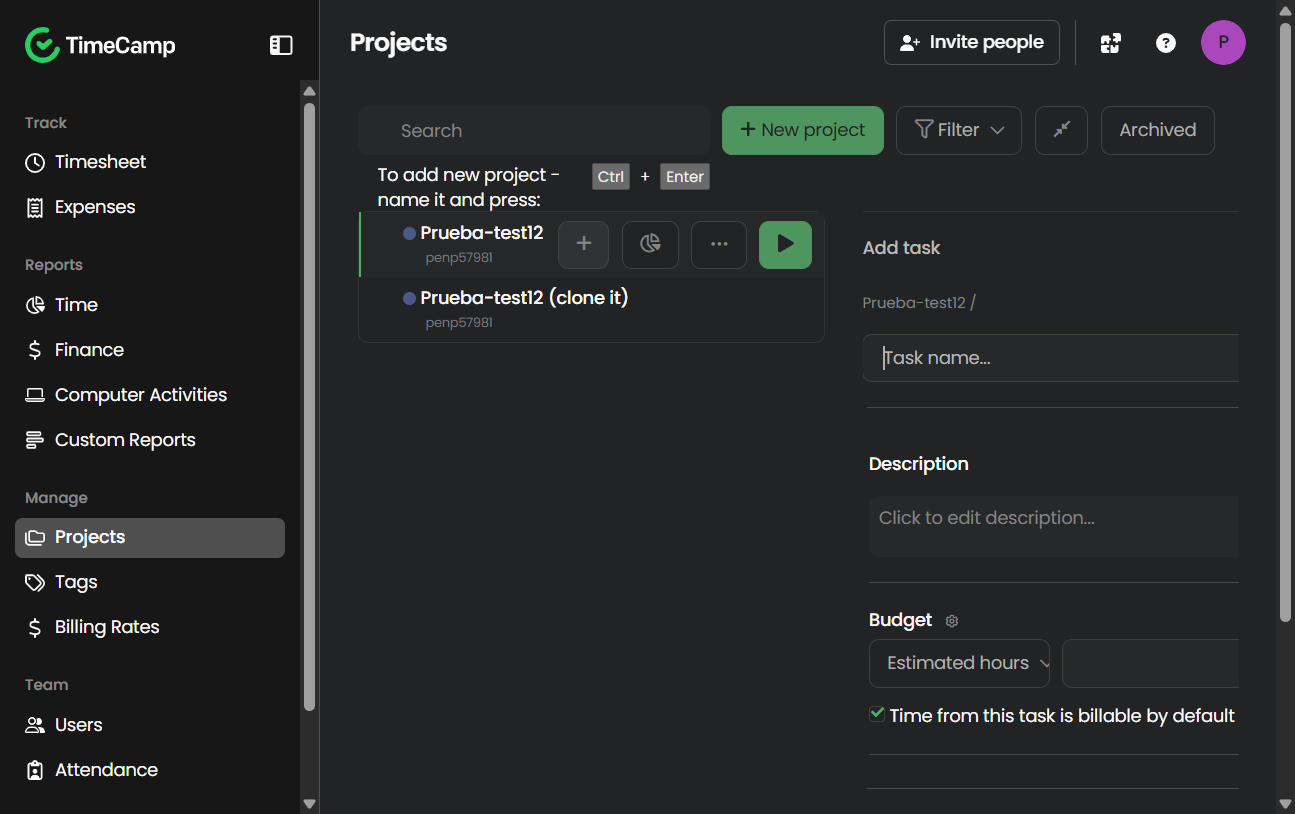 TimeCamp
Track
Timesheet
Expenses
Reports
Time
Finance
Computer Activities
Custom Reports
Manage
Projects
Tags
Billing Rates
Team
Users
Attendance
Projects
Invite people
P
Search
New project
Filter
Archived
To add new project -
name it and press:
Ctrl + Enter
Prueba-test12
penp57981
Prueba-test12 (clone it)
penp57981
Add task
Prueba-test12 /
Task name...
Description
Click to edit description...
Budget
Estimated hours
Time from this task is billable by default